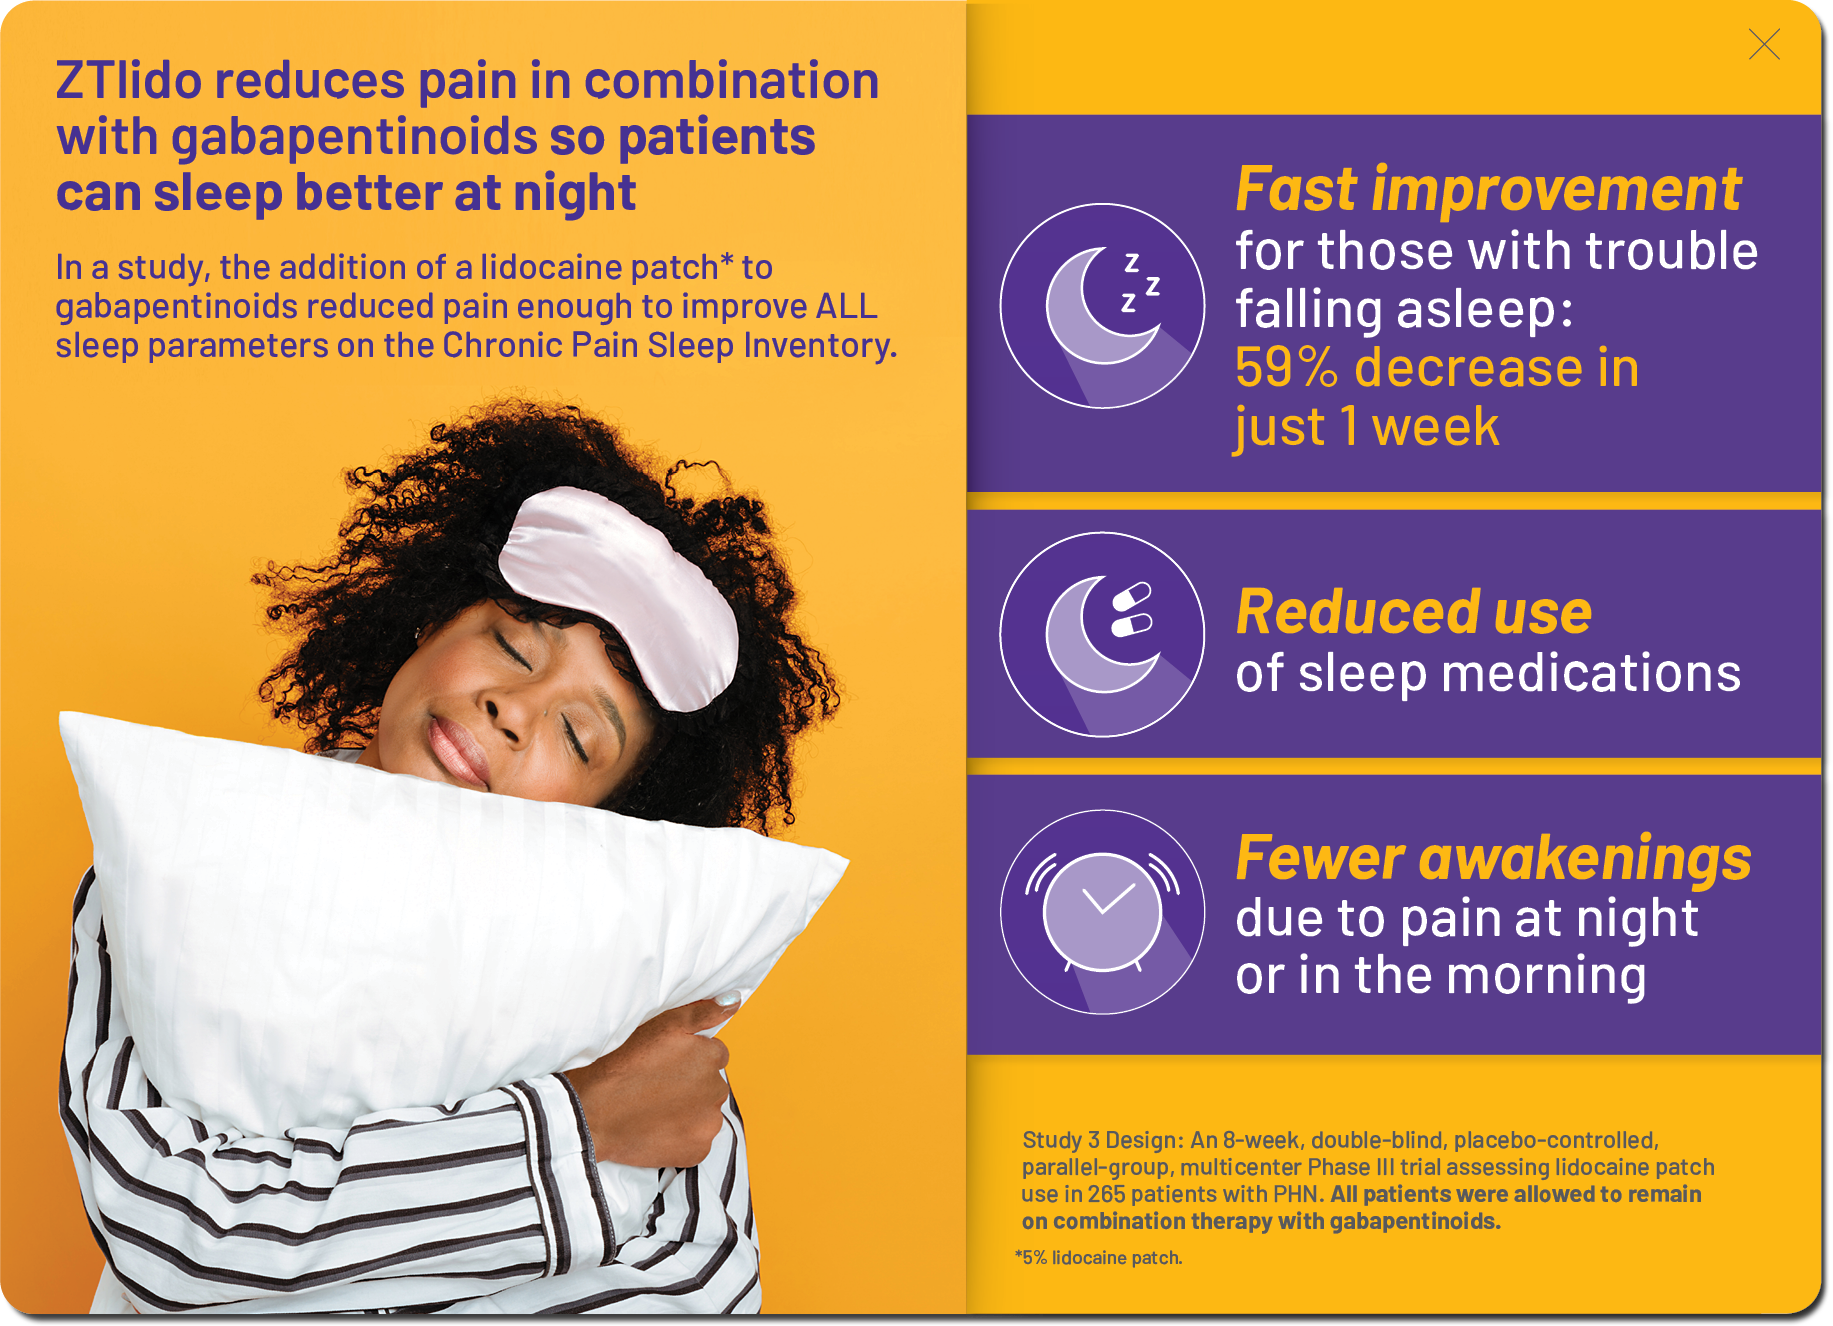 ZTlido reduces pain in combination
with gabapentinoids so patients
can sleep better at night
In a study, the addition of a lidocaine patch* to
gabapentinoids reduced pain enough to improve ALL
sleep parameters on the Chronic Pain Sleep Inventory.
z
z
z
Fast improvement
for those with trouble
falling asleep:
59% decrease in
just 1 week
Reduced use
of sleep medications
Fewer awakenings
due to pain at night
or in the morning
Study 3 Design: An 8-week, double-blind, placebo-controlled,
parallel-group, multicenter Phase III trial assessing lidocaine patch
use in 265 patients with PHN. All patients were allowed to remain
on combination therapy with gabapentinoids.
*5% lidocaine patch.